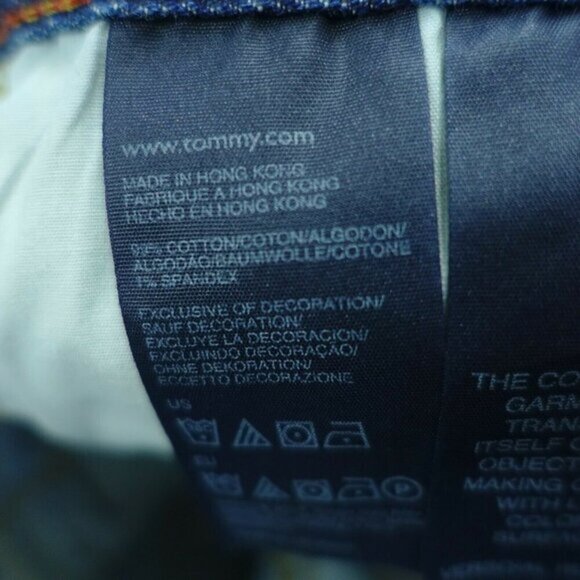 www.tommy.com
MADE IN HONG KONG
FABRIQUE A HONG KONG
HECHO EN HONG KONG
99% COTTON/COTON/ALGODON/
ALGODÃO/BAUMWOLLE/COTONE
1% SPANDEX
EXCLUSIVE OF DECORATION/
SAUF DECORATION/
EXCLUYE LA DECORACION/
EXCLUINDO DECORAÇÃO/
OHNE DEKORATION/
ECCETTO DECORAZIONE
US
EU
THE CO
GARM
TRAN
ITSELF O
OBJECT
MAKING C
WITH L
COLO